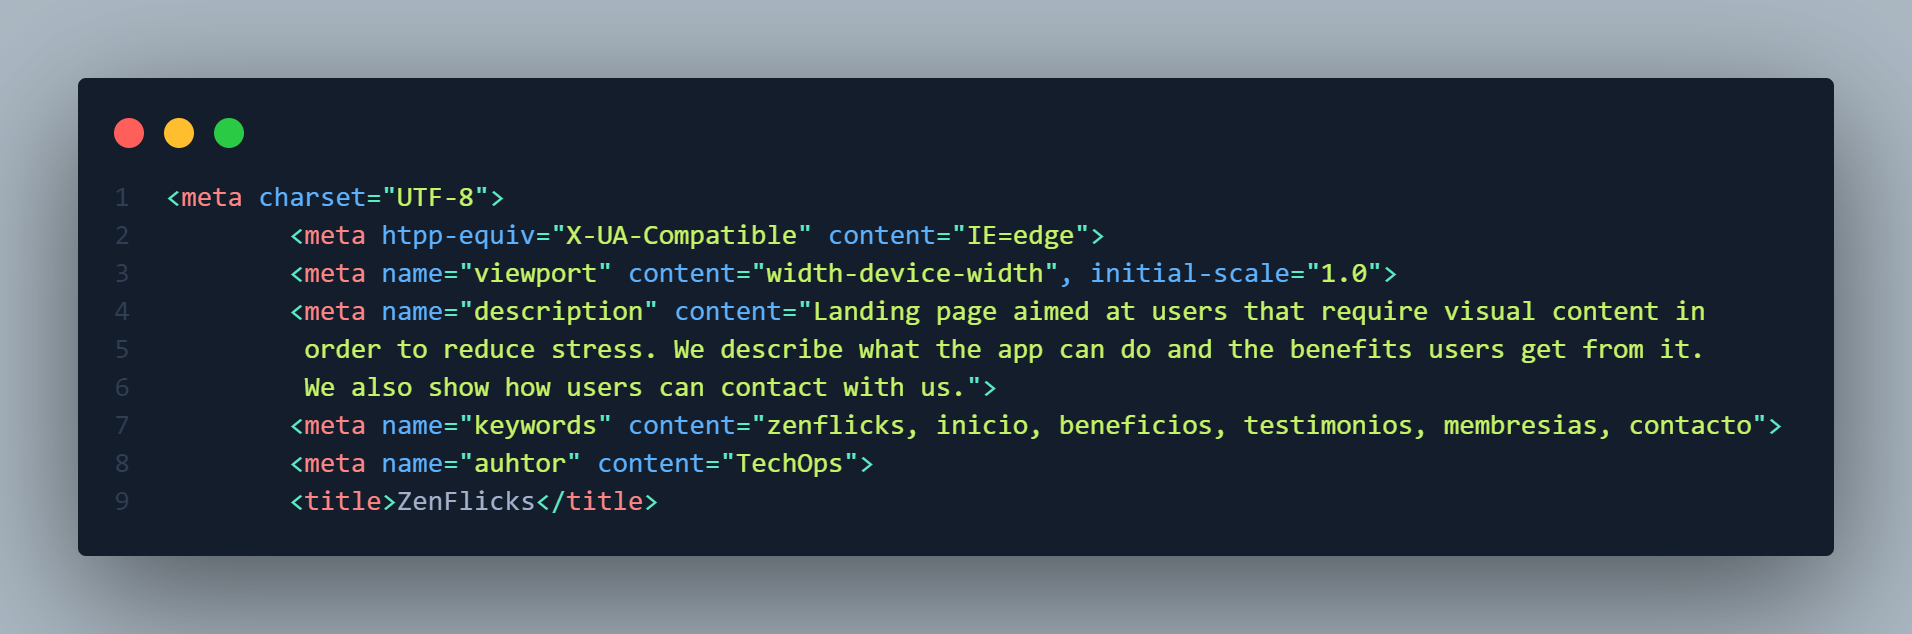 1 <meta charset="UTF-8">
2 <meta htpp-equiv="X-UA-Compatible" content="IE=edge">
3 <meta name="viewport" content="width-device-width", initial-scale="1.0">
4 <meta name="description" content="Landing page aimed at users that require visual content in
5 order to reduce stress. We describe what the app can do and the benefits users get from it.
6 We also show how users can contact with us.">
7 <meta name="keywords" content="zenflicks, inicio, beneficios, testimonios, membresias, contacto">
8 <meta name="auhtor" content="TechOps">
9 <title>ZenFlicks</title>